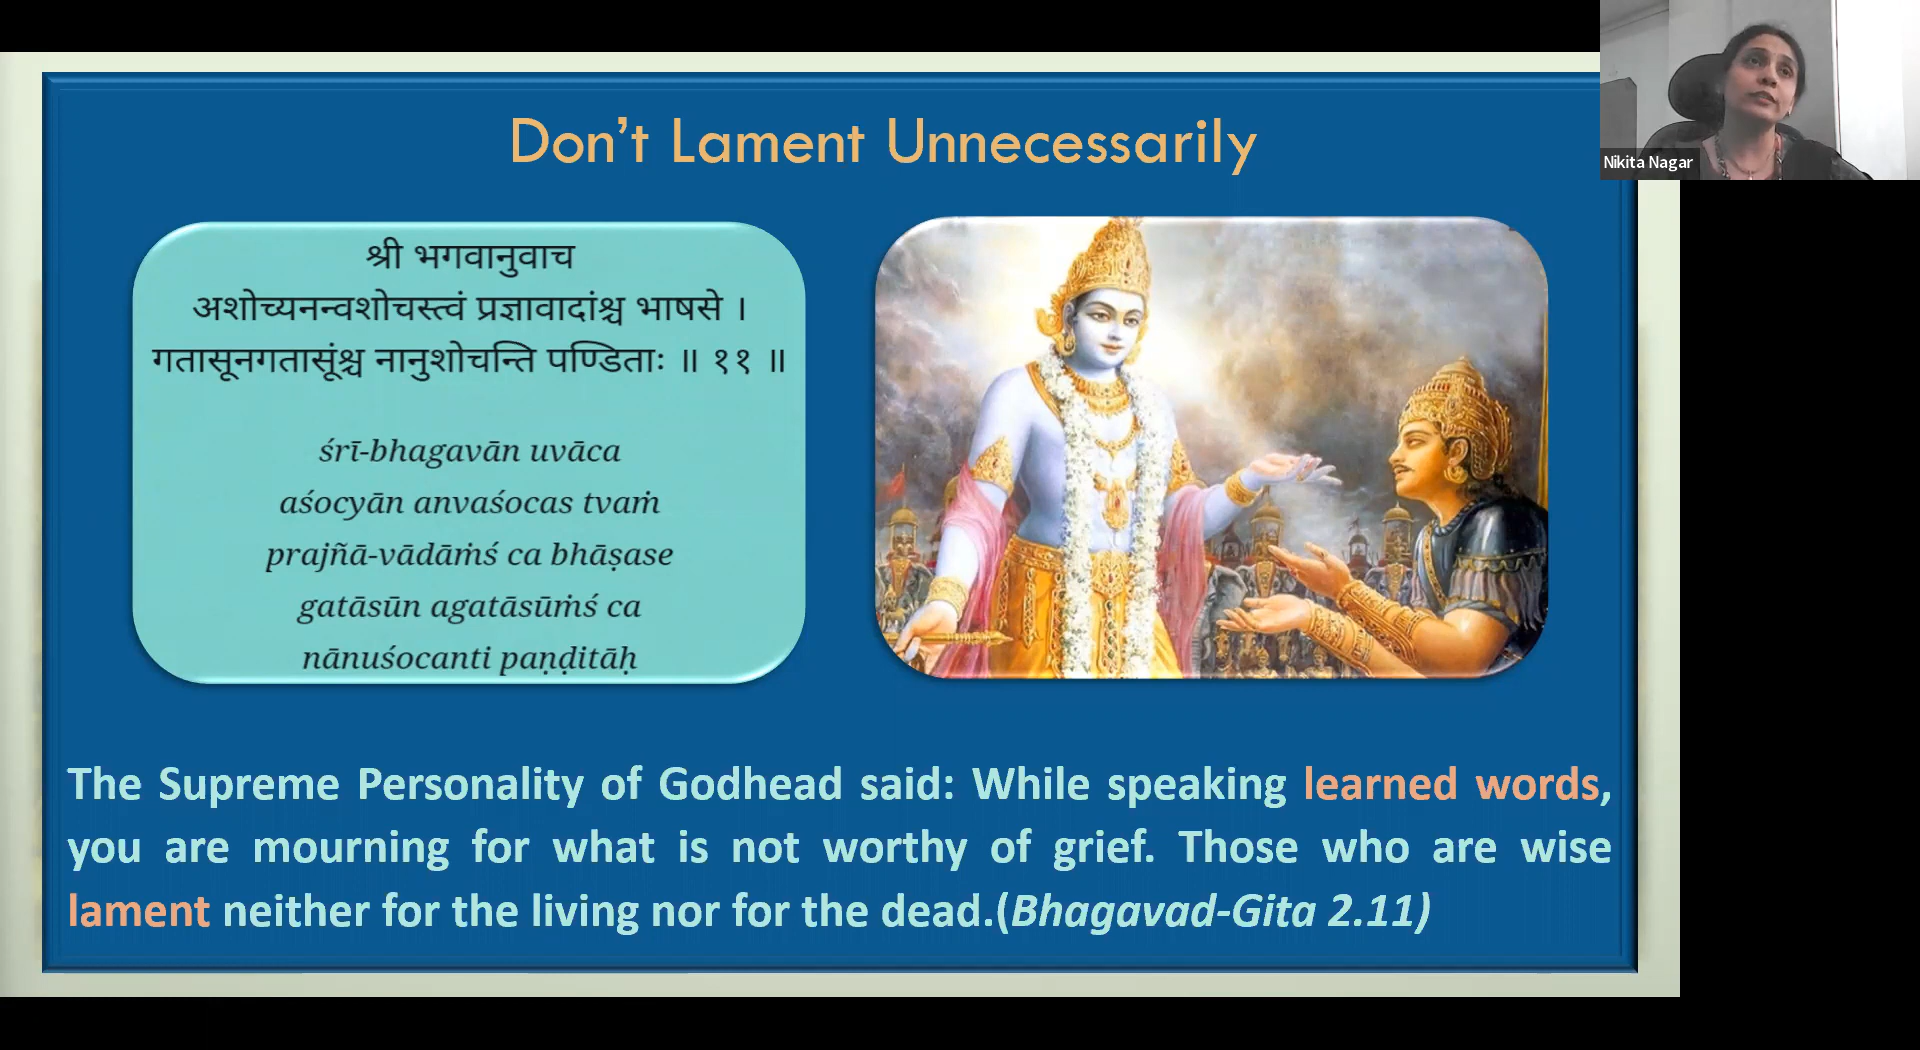 Don’t Lament Unnecessarily
Nikita Nagar
श्री भगवानुवाच
अशोच्यनन्वशोचस्त्वं प्रज्ञावादांश्च भाषसे ।
गतासूनगतासूंश्च नानुशोचन्ति पण्डिताः ॥ ११ ॥
śrī-bhagavān uvāca
aśocyān anvaśocas tvaṁ
prajñā-vādāṁś ca bhāṣase
gatāsūn agatāsūṁś ca
nānuśocanti paṇḍitāḥ
The Supreme Personality of Godhead said: While speaking learned words,
you are mourning for what is not worthy of grief. Those who are wise
lament neither for the living nor for the dead.(Bhagavad-Gita 2.11)